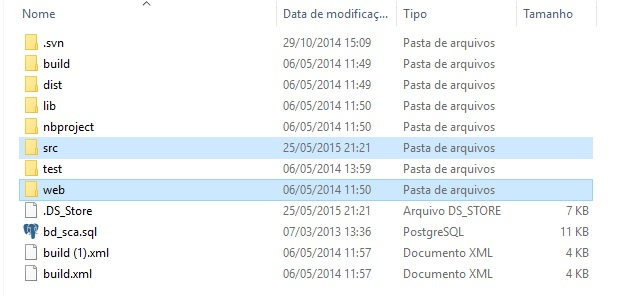 Nome Data de modificaç... Tipo Tamanho
.svn 29/10/2014 15:09 Pasta de arquivos
build 06/05/2014 11:49 Pasta de arquivos
dist 06/05/2014 11:49 Pasta de arquivos
lib 06/05/2014 11:50 Pasta de arquivos
nbproject 06/05/2014 11:50 Pasta de arquivos
src 25/05/2015 21:21 Pasta de arquivos
test 06/05/2014 13:59 Pasta de arquivos
web 06/05/2014 11:50 Pasta de arquivos
.DS_Store 25/05/2015 21:21 Arquivo DS_STORE 7 KB
bd_sca.sql 07/03/2013 13:36 PostgreSQL 11 KB
build (1).xml 06/05/2014 11:57 Documento XML 4 KB
build.xml 06/05/2014 11:57 Documento XML 4 KB